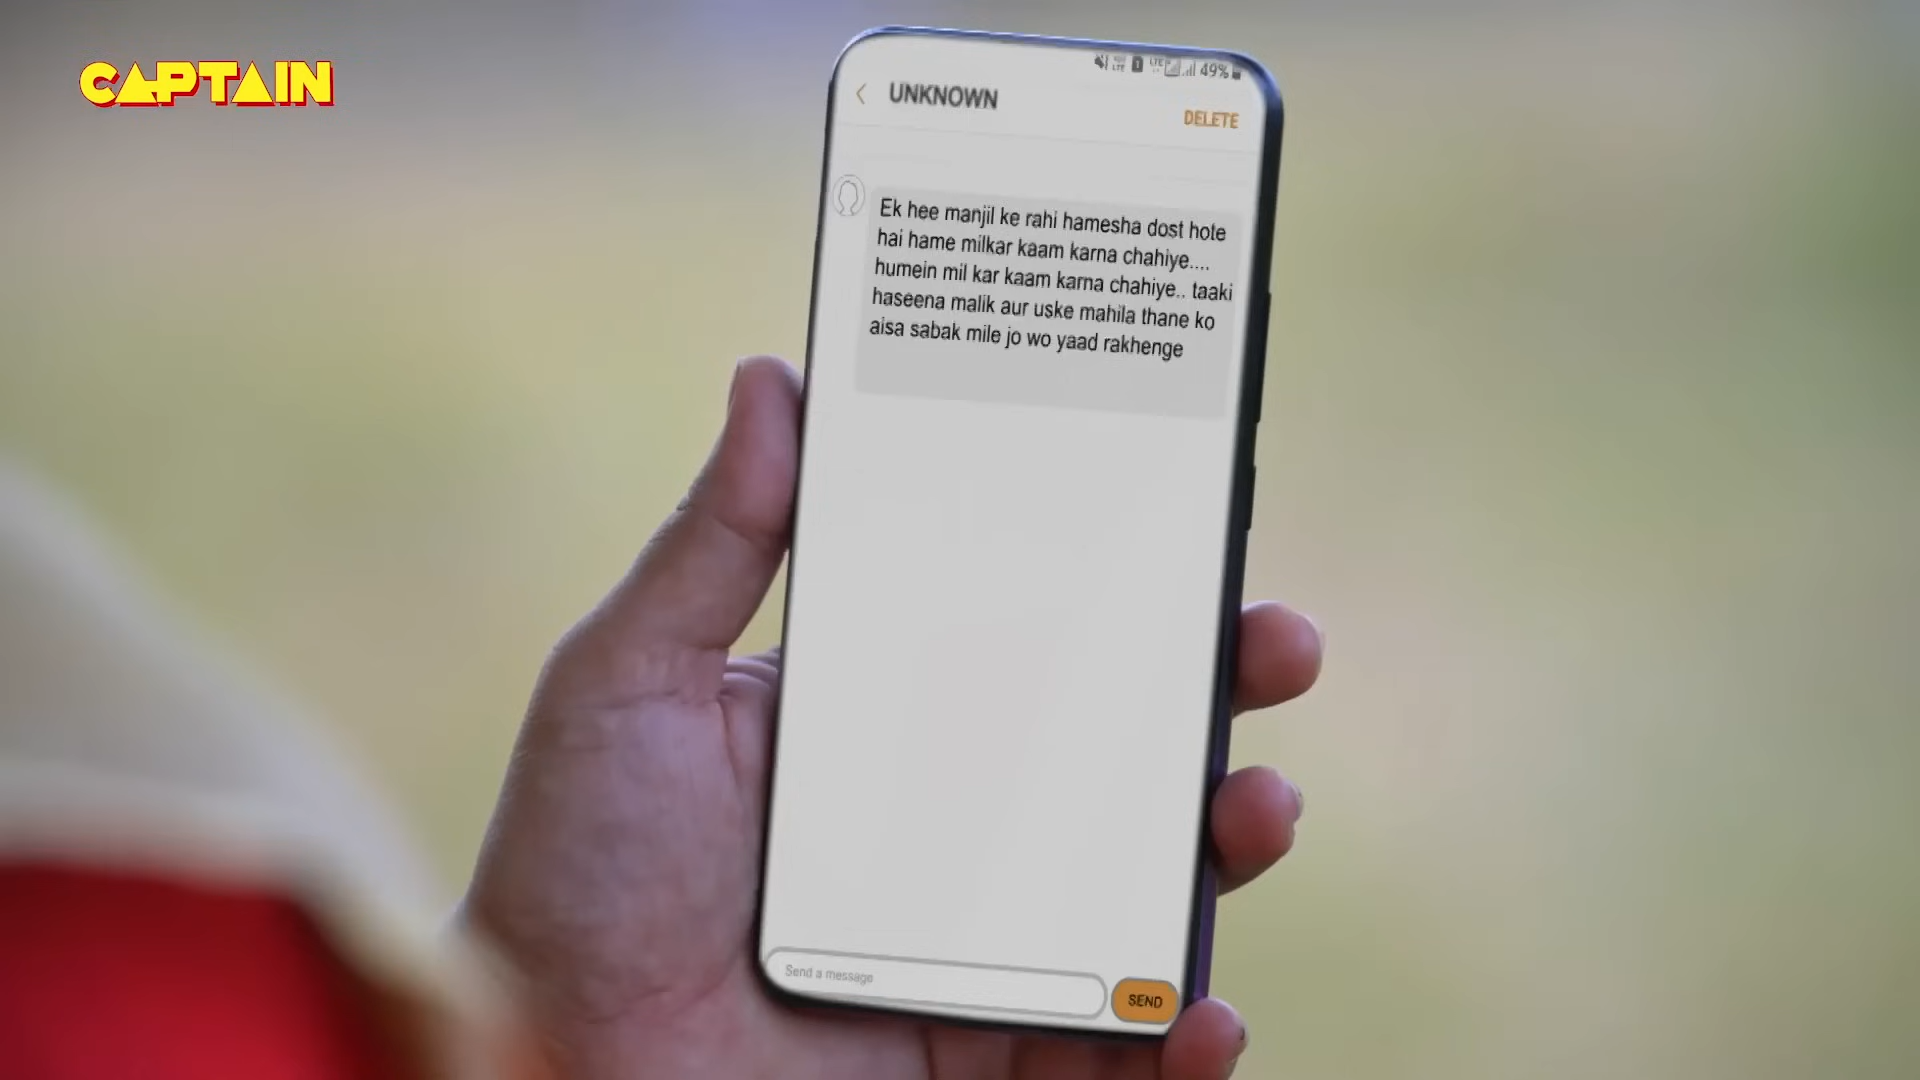 CAPTAIN
49%
UNKNOWN
DELETE
Ek hee manjil ke rahi hamesha dost hote
hai hame milkar kaam karna chahiye....
humein mil kar kaam karna chahiye.. taaki
haseena malik aur uske mahila thane ko
aisa sabak mile jo wo yaad rakhenge
Send a message
SEND